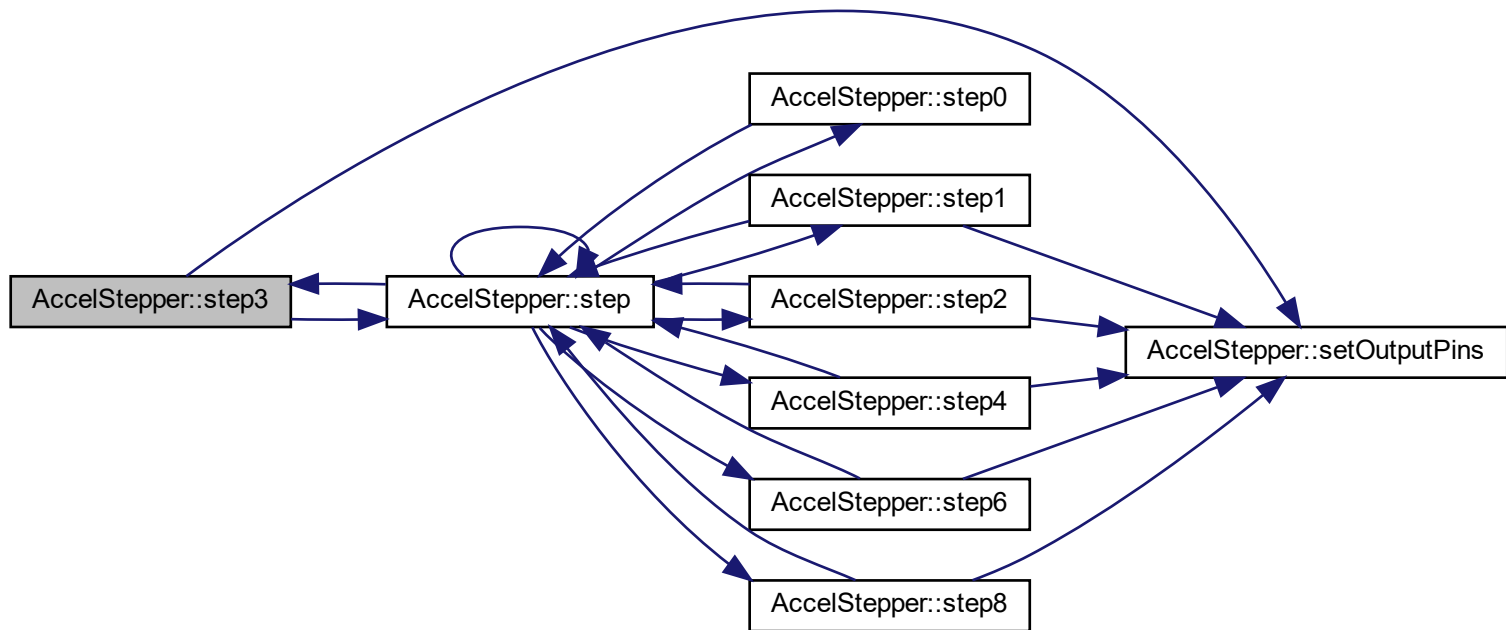 AccelStepper::step3
AccelStepper::step
AccelStepper::step0
AccelStepper::step1
AccelStepper::step2
AccelStepper::step4
AccelStepper::step6
AccelStepper::step8
AccelStepper::setOutputPins